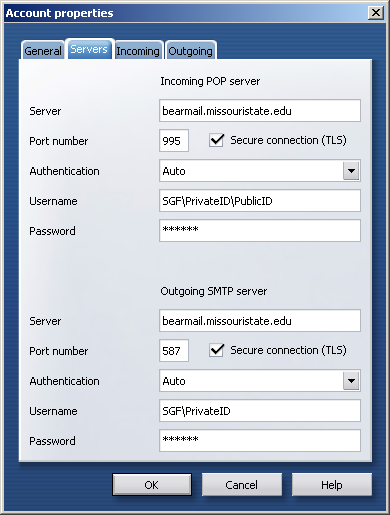 Account properties
General Servers Incoming Outgoing
Incoming POP server
Server bearmail.missouristate.edu
Port number 995 Secure connection (TLS)
Authentication Auto
Username SGF\PrivateID\PublicID
Password ******
Outgoing SMTP server
Server bearmail.missouristate.edu
Port number 587 Secure connection (TLS)
Authentication Auto
Username SGF\PrivateID
Password ******
OK Cancel Help